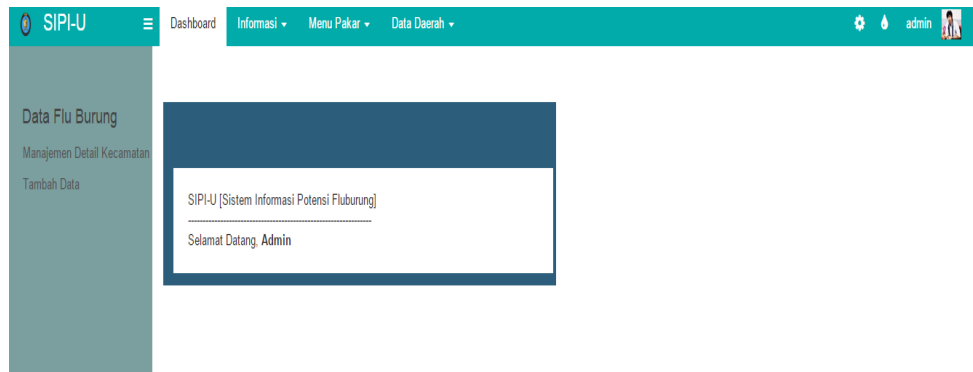 SIPI-U
Dashboard
Informasi
Menu Pakar
Data Daerah
admin
Data Flu Burung
Manajemen Detail Kecamatan
Tambah Data
SIPI-U [Sistem Informasi Potensi Fluburung]
Selamat Datang, Admin